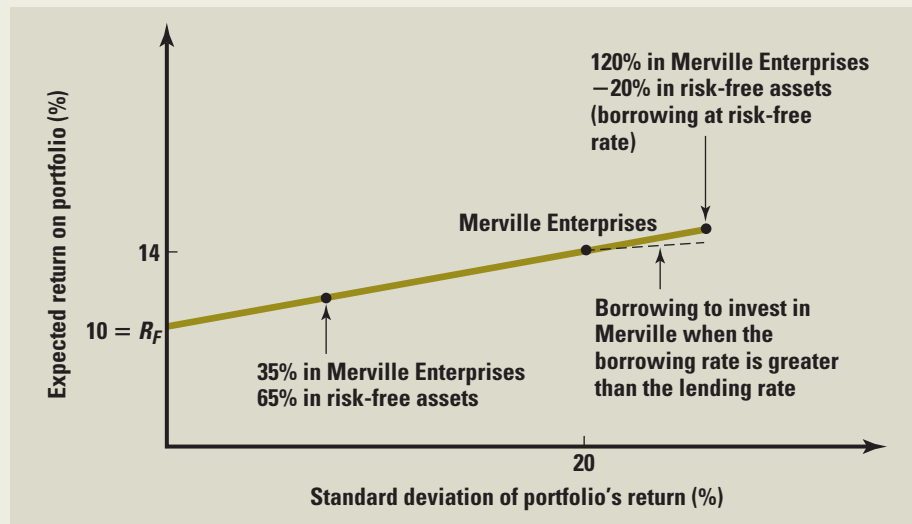 Expected return on portfolio (%)
120% in Merville Enterprises
−20% in risk-free assets
(borrowing at risk-free
rate)
Merville Enterprises
14
10 = R_F
35% in Merville Enterprises
65% in risk-free assets
Borrowing to invest in
Merville when the
borrowing rate is greater
than the lending rate
20
Standard deviation of portfolio's return (%)